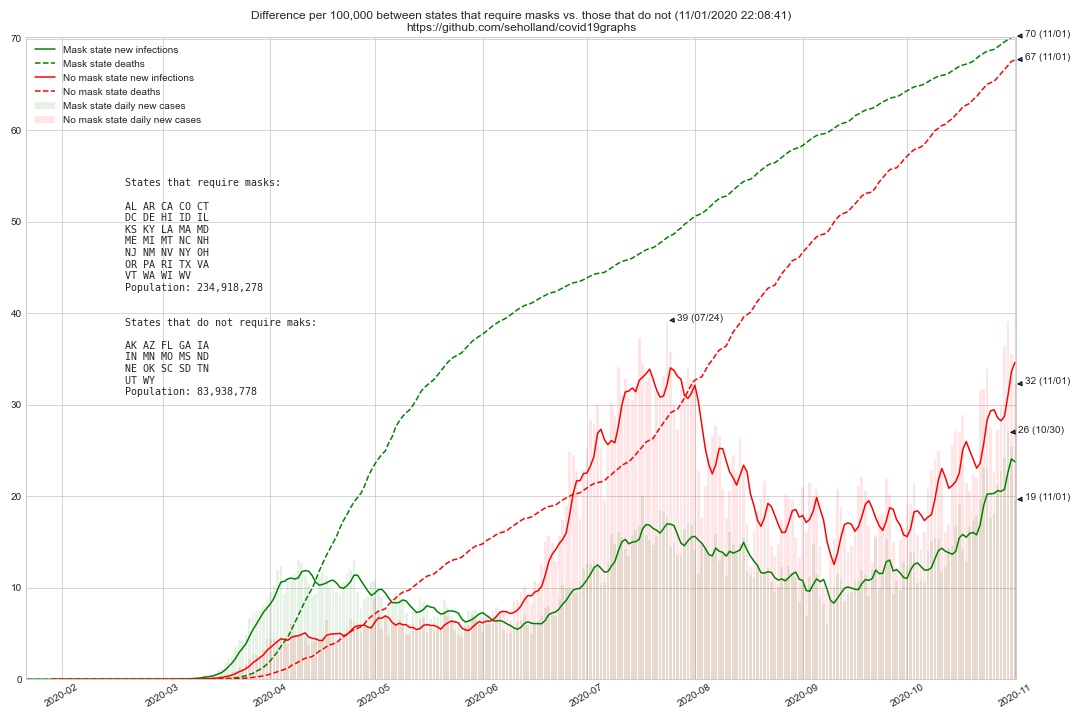 Difference per 100,000 between states that require masks vs. those that do not (11/01/2020 22:08:41)
https://github.com/seholland/covid19graphs
Mask state new infections
Mask state deaths
No mask state new infections
No mask state deaths
Mask state daily new cases
No mask state daily new cases
States that require masks:
AL AR CA CO CT
DC DE HI ID IL
KS KY LA MA MD
ME MI MT NC NH
NJ NM NV NY OH
OR PA RI TX VA
VT WA WI WV
Population: 234,918,278
States that do not require maks:
AK AZ FL GA IA
IN MN MO MS ND
NE OK SC SD TN
UT WY
Population: 83,938,778
70 (11/01)
67 (11/01)
39 (07/24)
32 (11/01)
26 (10/30)
19 (11/01)
70
60
50
40
30
20
10
0
2020-02
2020-03
2020-04
2020-05
2020-06
2020-07
2020-08
2020-09
2020-10
2020-11